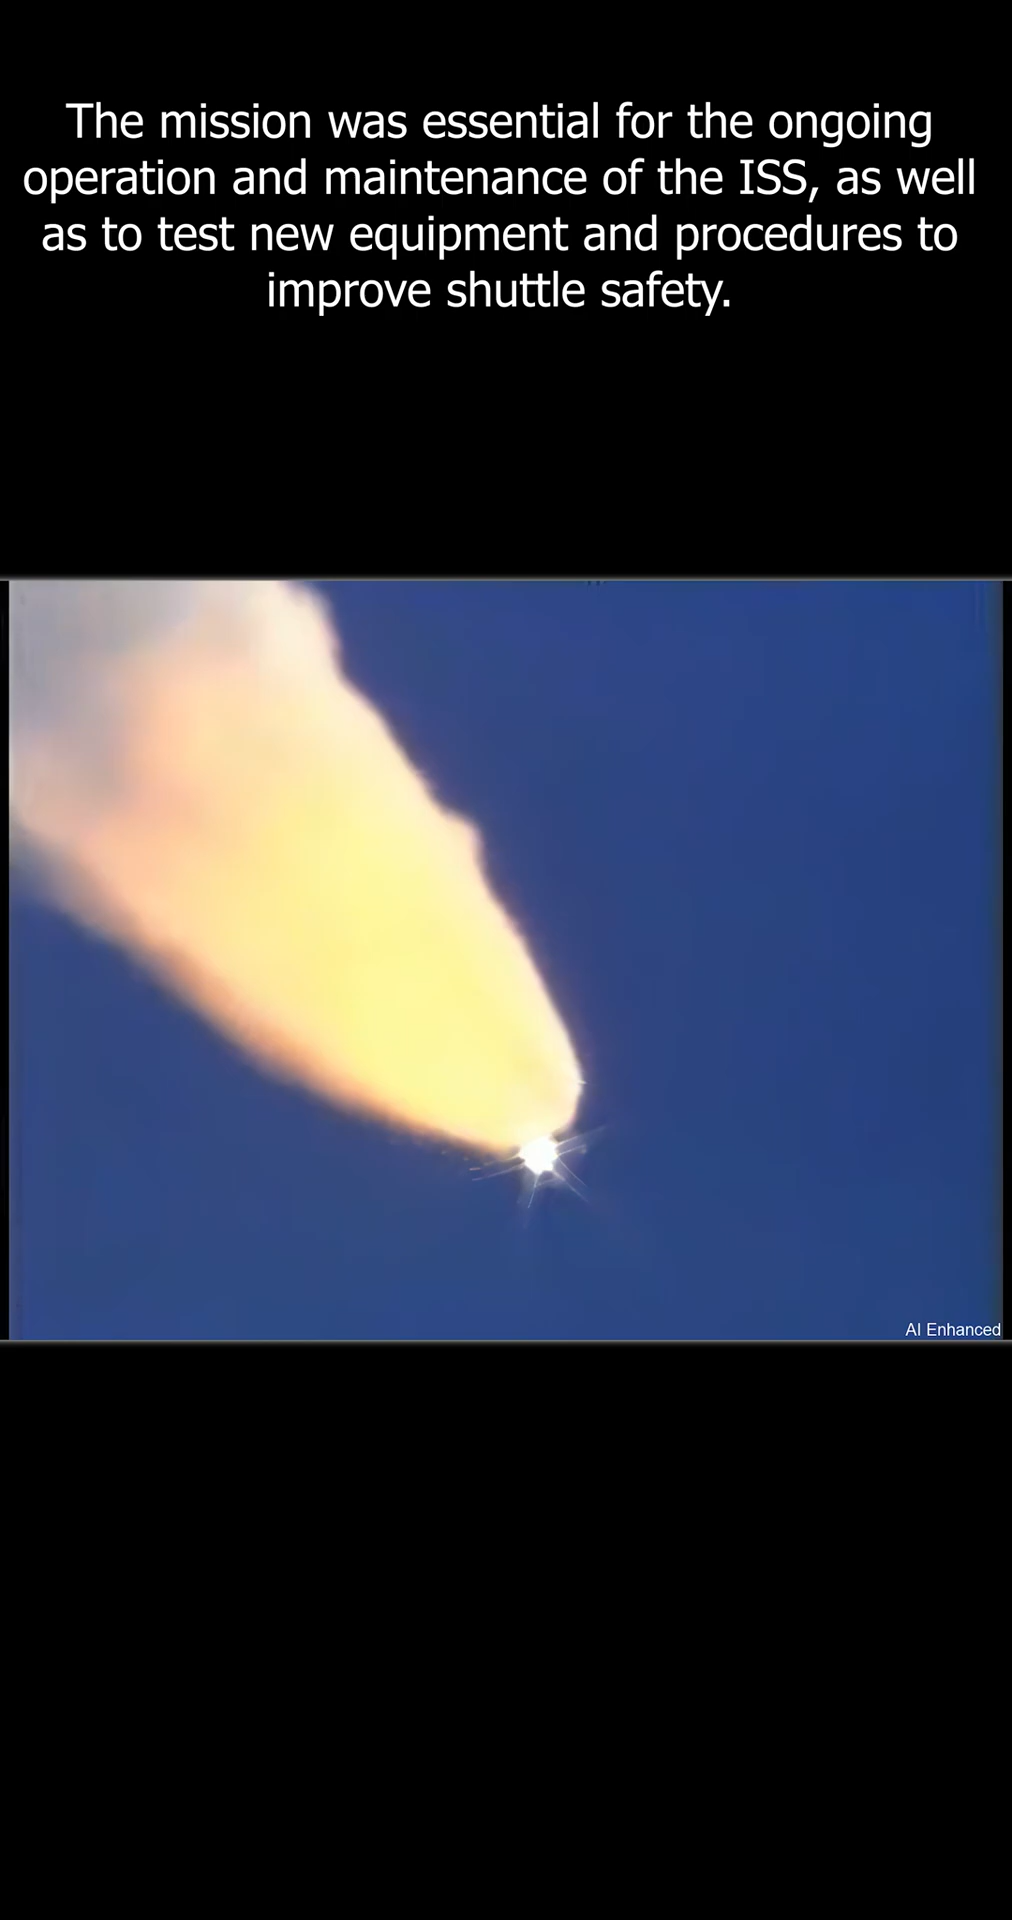 The mission was essential for the ongoing
operation and maintenance of the ISS, as well
as to test new equipment and procedures to
improve shuttle safety.
AI Enhanced